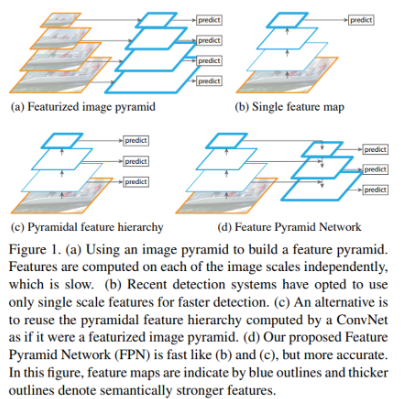 predict
predict
predict
predict
predict
(a) Featurized image pyramid
(b) Single feature map
predict
predict
predict
predict
predict
predict
(c) Pyramidal feature hierarchy
(d) Feature Pyramid Network
Figure 1. (a) Using an image pyramid to build a feature pyramid.
Features are computed on each of the image scales independently,
which is slow. (b) Recent detection systems have opted to use
only single scale features for faster detection. (c) An alternative is
to reuse the pyramidal feature hierarchy computed by a ConvNet
as if it were a featurized image pyramid. (d) Our proposed Feature
Pyramid Network (FPN) is fast like (b) and (c), but more accurate.
In this figure, feature maps are indicate by blue outlines and thicker
outlines denote semantically stronger features.